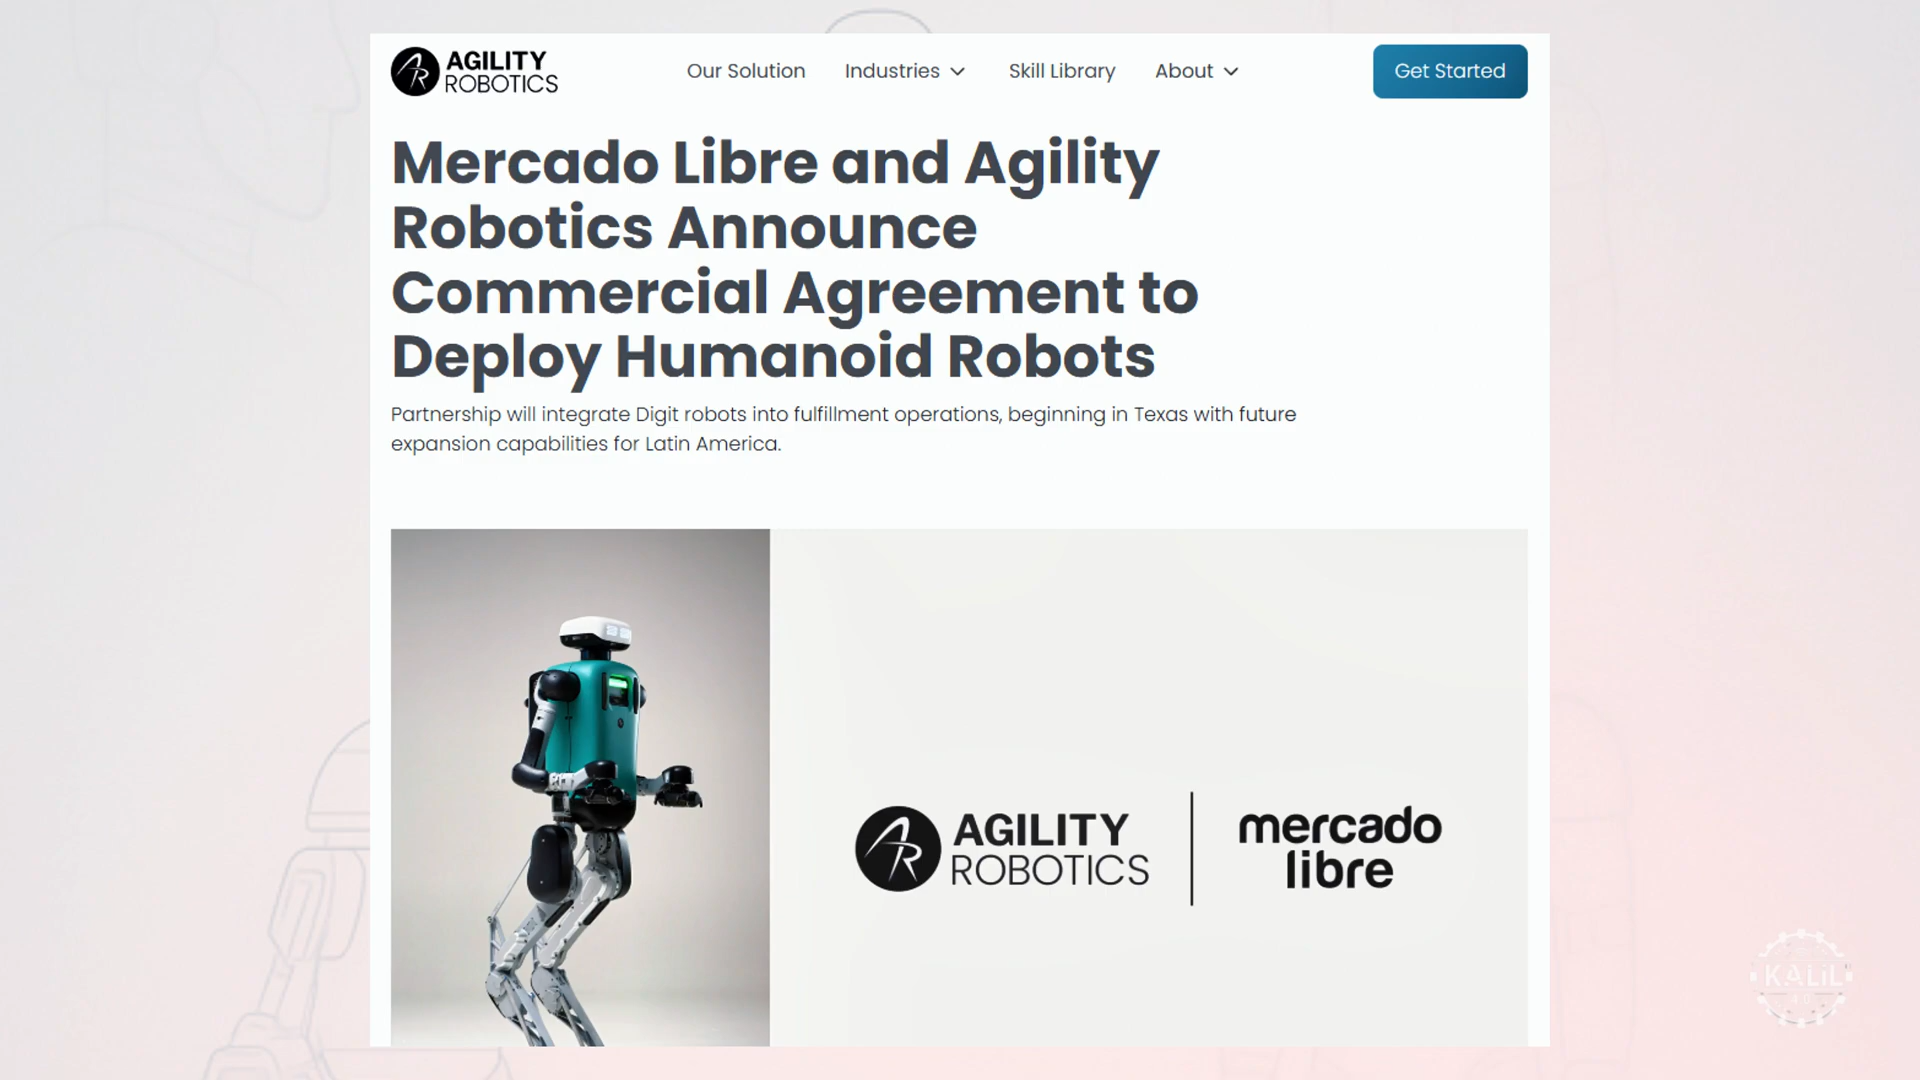 AGILITY
ROBOTICS
Our Solution
Industries
Skill Library
About
Get Started
Mercado Libre and Agility
Robotics Announce
Commercial Agreement to
Deploy Humanoid Robots
Partnership will integrate Digit robots into fulfillment operations, beginning in Texas with future
expansion capabilities for Latin America.
AGILITY
ROBOTICS
mercado
libre
KALIL
4.0